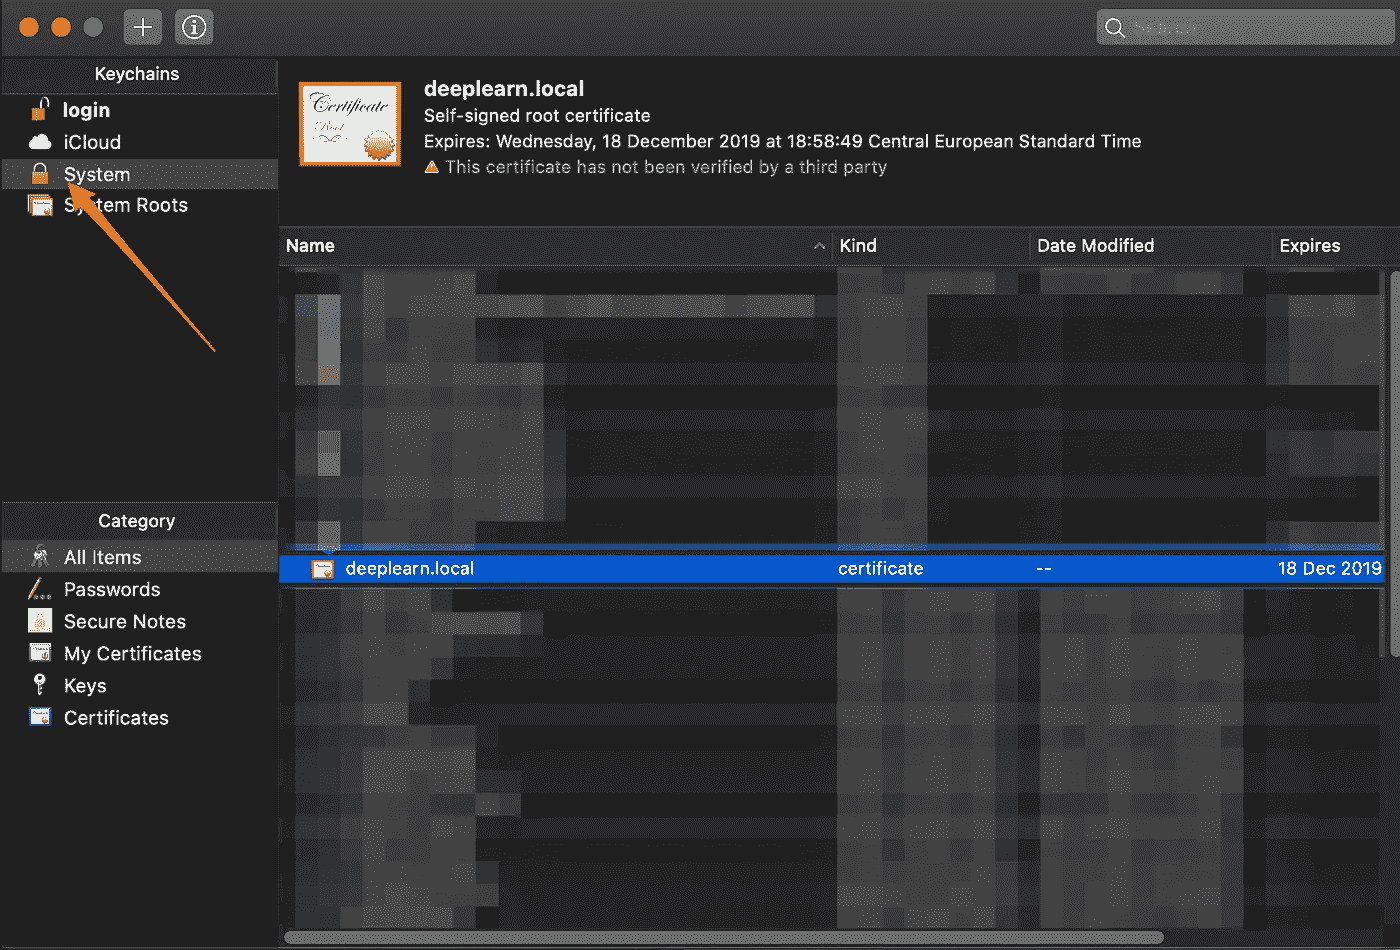 Search
Keychains
login
iCloud
System
System Roots
Certificate
Root
deeplearn.local
Self-signed root certificate
Expires: Wednesday, 18 December 2019 at 18:58:49 Central European Standard Time
This certificate has not been verified by a third party
Name Kind Date Modified Expires
deeplearn.local certificate -- 18 Dec 2019
Category
All Items
Passwords
Secure Notes
My Certificates
Keys
Certificates